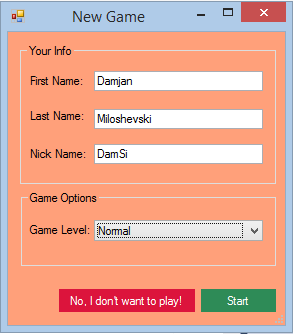 New Game
Your Info
First Name: Damjan
Last Name: Miloshevski
Nick Name: DamSi
Game Options
Game Level: Normal
No, I don't want to play! Start